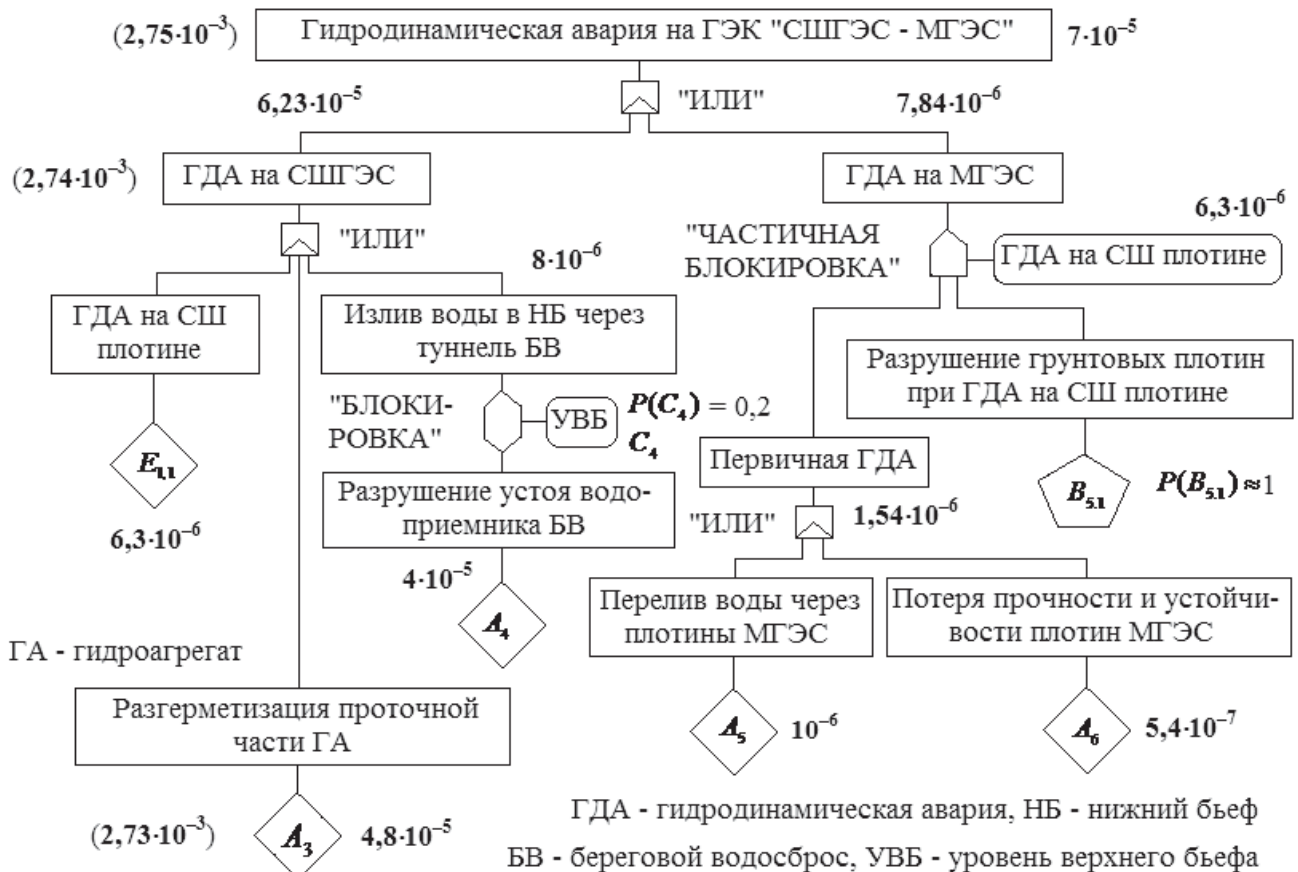 (2,75·10⁻³)
Гидродинамическая авария на ГЭК "СШГЭС - МГЭС"
7·10⁻⁵
6,23·10⁻⁵
"ИЛИ"
7,84·10⁻⁶
(2,74·10⁻³)
ГДА на СШГЭС
ГДА на МГЭС
"ИЛИ"
8·10⁻⁶
"ЧАСТИЧНАЯ
БЛОКИРОВКА"
6,3·10⁻⁶
ГДА на СШ плотине
ГДА на СШ
плотине
Излив воды в НБ через
туннель БВ
Разрушение грунтовых плотин
при ГДА на СШ плотине
"БЛОКИ-
РОВКА"
УВБ
P(C₄) = 0,2
C₄
E₁,₁
6,3·10⁻⁶
Первичная ГДА
B₅.₁
P(B₅.₁) ≈ 1
Разрушение устоя водо-
приемника БВ
"ИЛИ"
1,54·10⁻⁶
4·10⁻⁵
A₄
Перелив воды через
плотины МГЭС
Потеря прочности и устойчи-
вости плотин МГЭС
ГА - гидроагрегат
Разгерметизация проточной
части ГА
A₅
10⁻⁶
A₆
5,4·10⁻⁷
(2,73·10⁻³)
A₃
4,8·10⁻⁵
ГДА - гидродинамическая авария, НБ - нижний бьеф
БВ - береговой водосброс, УВБ - уровень верхнего бьефа